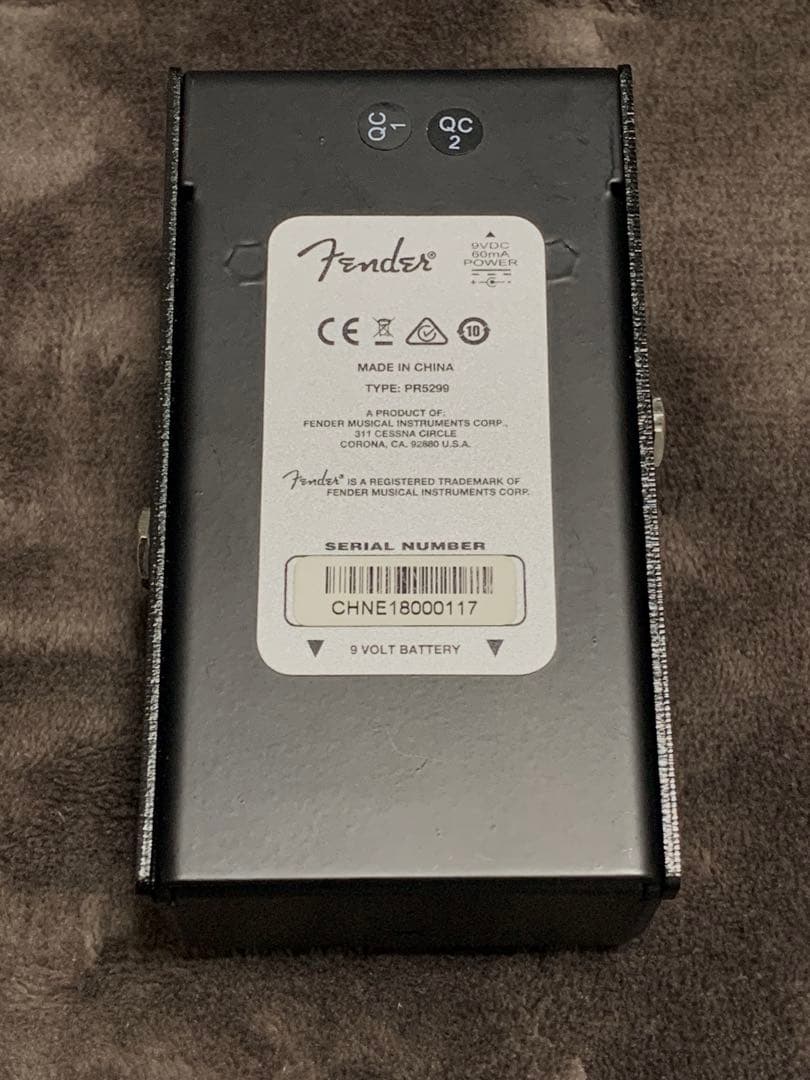 QC
1
QC
2
Fender®
9VDC
60mA
POWER
CE
10
MADE IN CHINA
TYPE: PR5299
A PRODUCT OF:
FENDER MUSICAL INSTRUMENTS CORP.,
311 CESSNA CIRCLE
CORONA, CA. 92880 U.S.A.
Fender® IS A REGISTERED TRADEMARK OF
FENDER MUSICAL INSTRUMENTS CORP.
SERIAL NUMBER
CHNE18000117
9 VOLT BATTERY